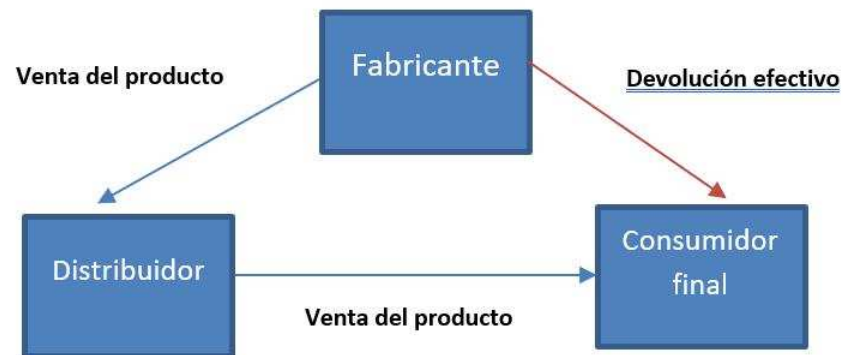 Fabricante
Venta del producto
Devolución efectivo
Distribuidor
Consumidor
final
Venta del producto